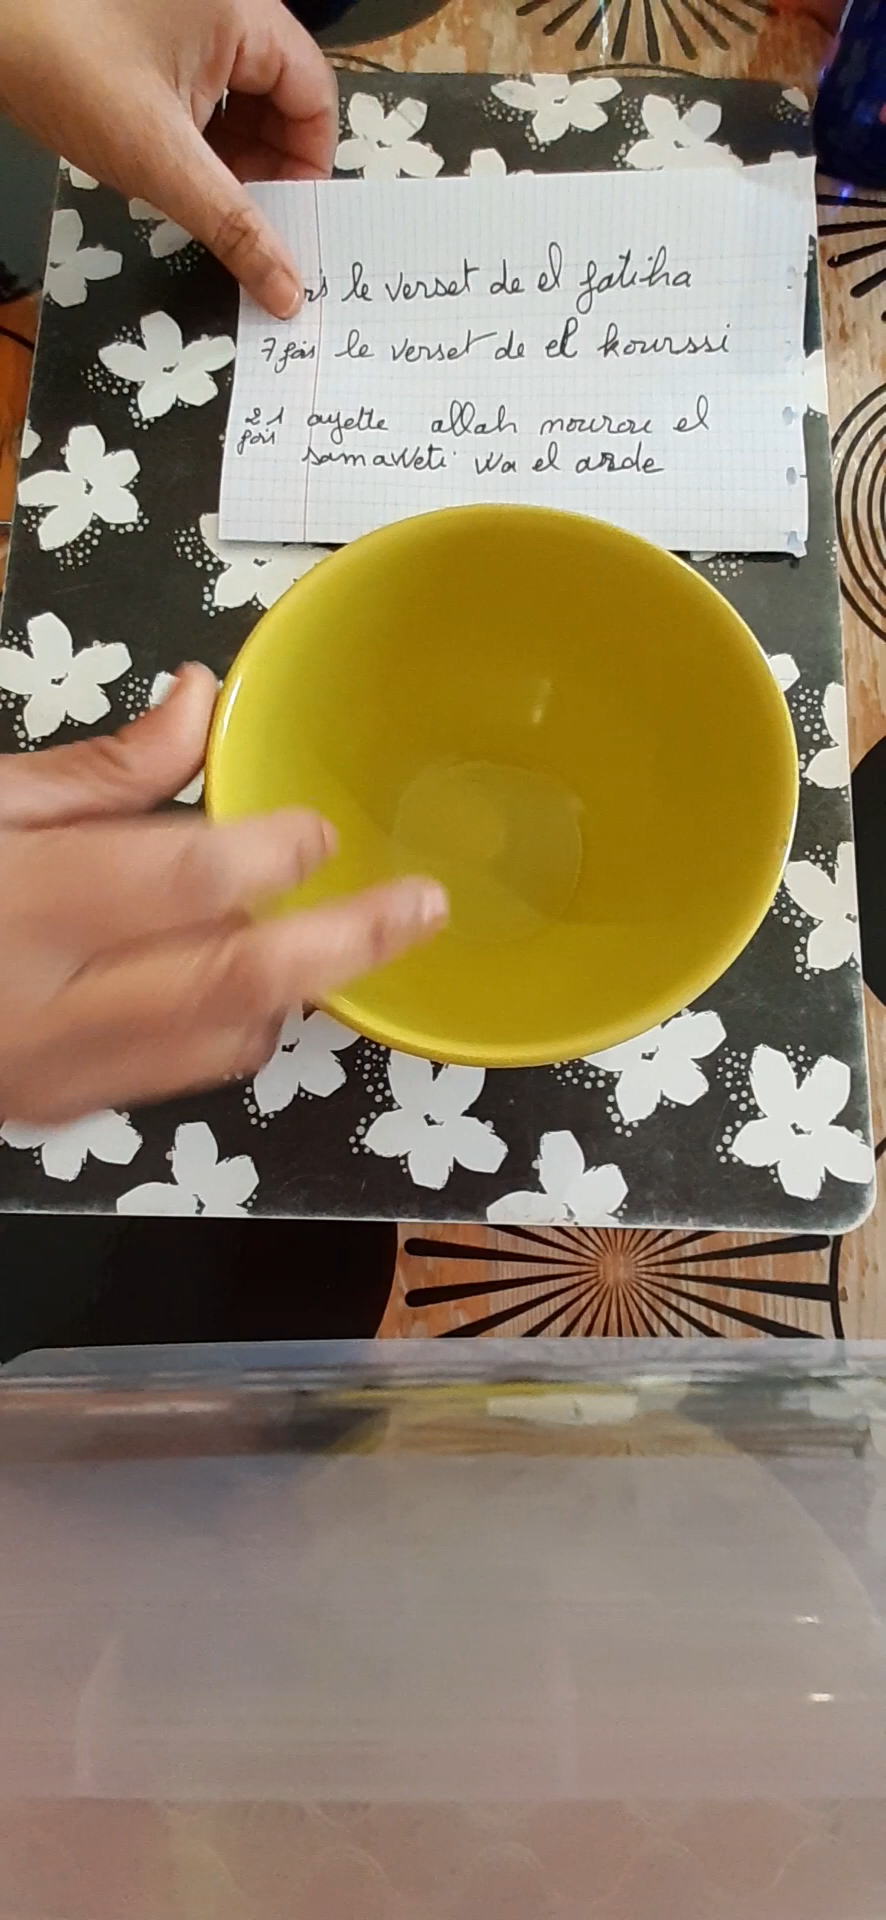 le verset de el fatiha
7 fois le verset de el kourssi
21 fois ayette allah nourou el
samaweti wa el arde